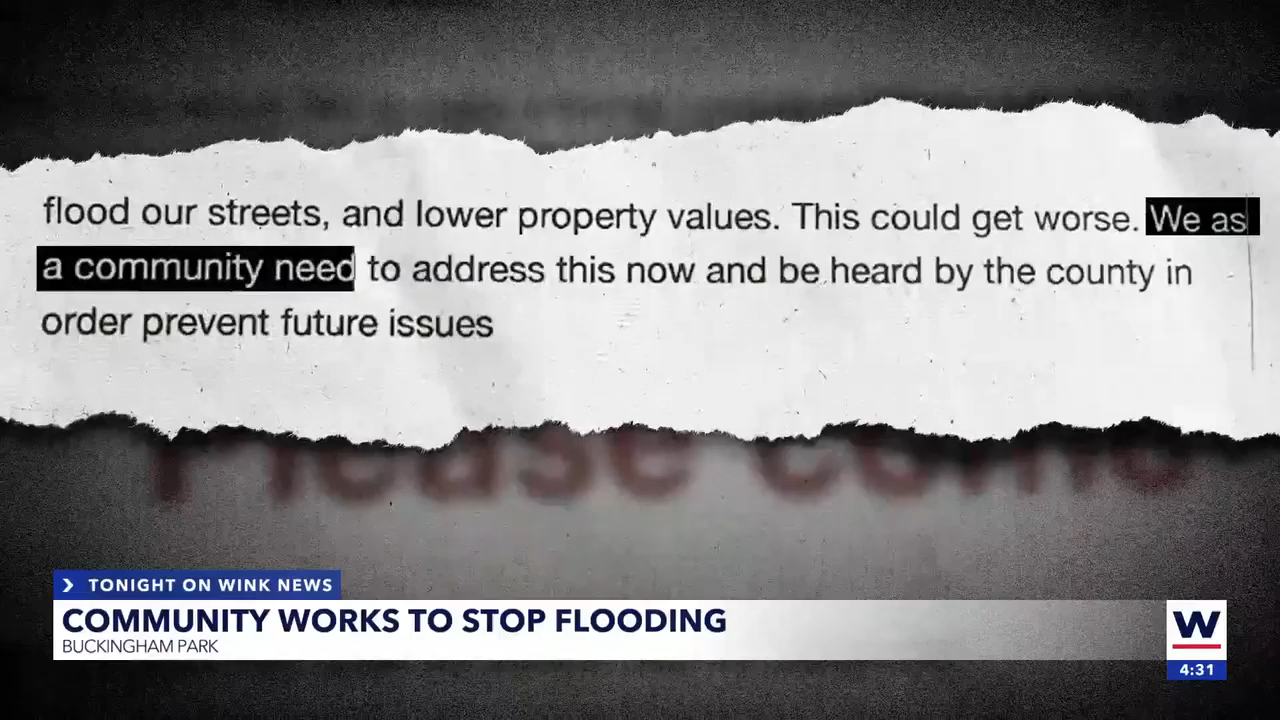 flood our streets, and lower property values. This could get worse. We as
a community need to address this now and be heard by the county in
order prevent future issues
Please come
TONIGHT ON WINK NEWS
COMMUNITY WORKS TO STOP FLOODING
BUCKINGHAM PARK
W
4:31